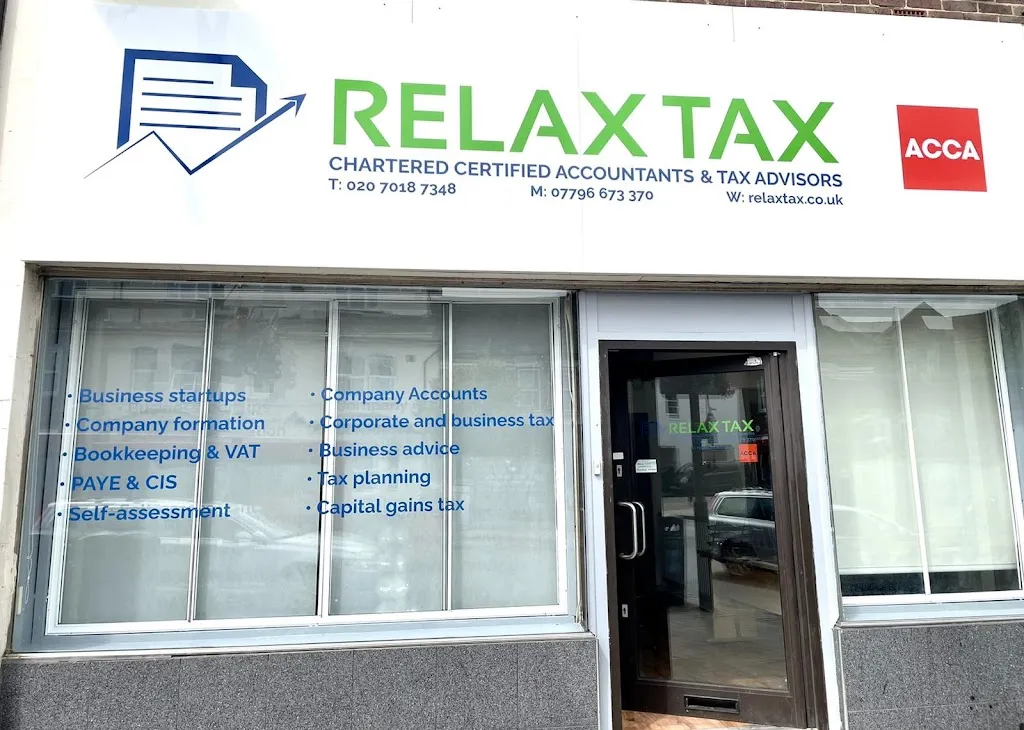 RELAX TAX
ACCA
CHARTERED CERTIFIED ACCOUNTANTS & TAX ADVISORS
T: 020 7018 7348 M: 07796 673 370 W: relaxtax.co.uk
• Business startups
• Company formation
• Bookkeeping & VAT
• PAYE & CIS
• Self-assessment
• Company Accounts
• Corporate and business tax
• Business advice
• Tax planning
• Capital gains tax
RELAX TAX
ACCA